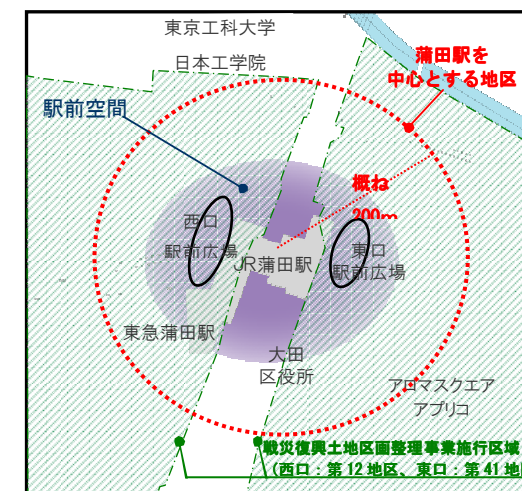 東京工科大学
日本工学院
蒲田駅を
中心とする地区
駅前空間
概ね
200m
西口
駅前広場
東口
駅前広場
JR蒲田駅
東急蒲田駅
大田
区役所
アロマスクエア
アプリコ
戦災復興土地区画整理事業施行区域
（西口：第 12 地区、東口：第 41 地